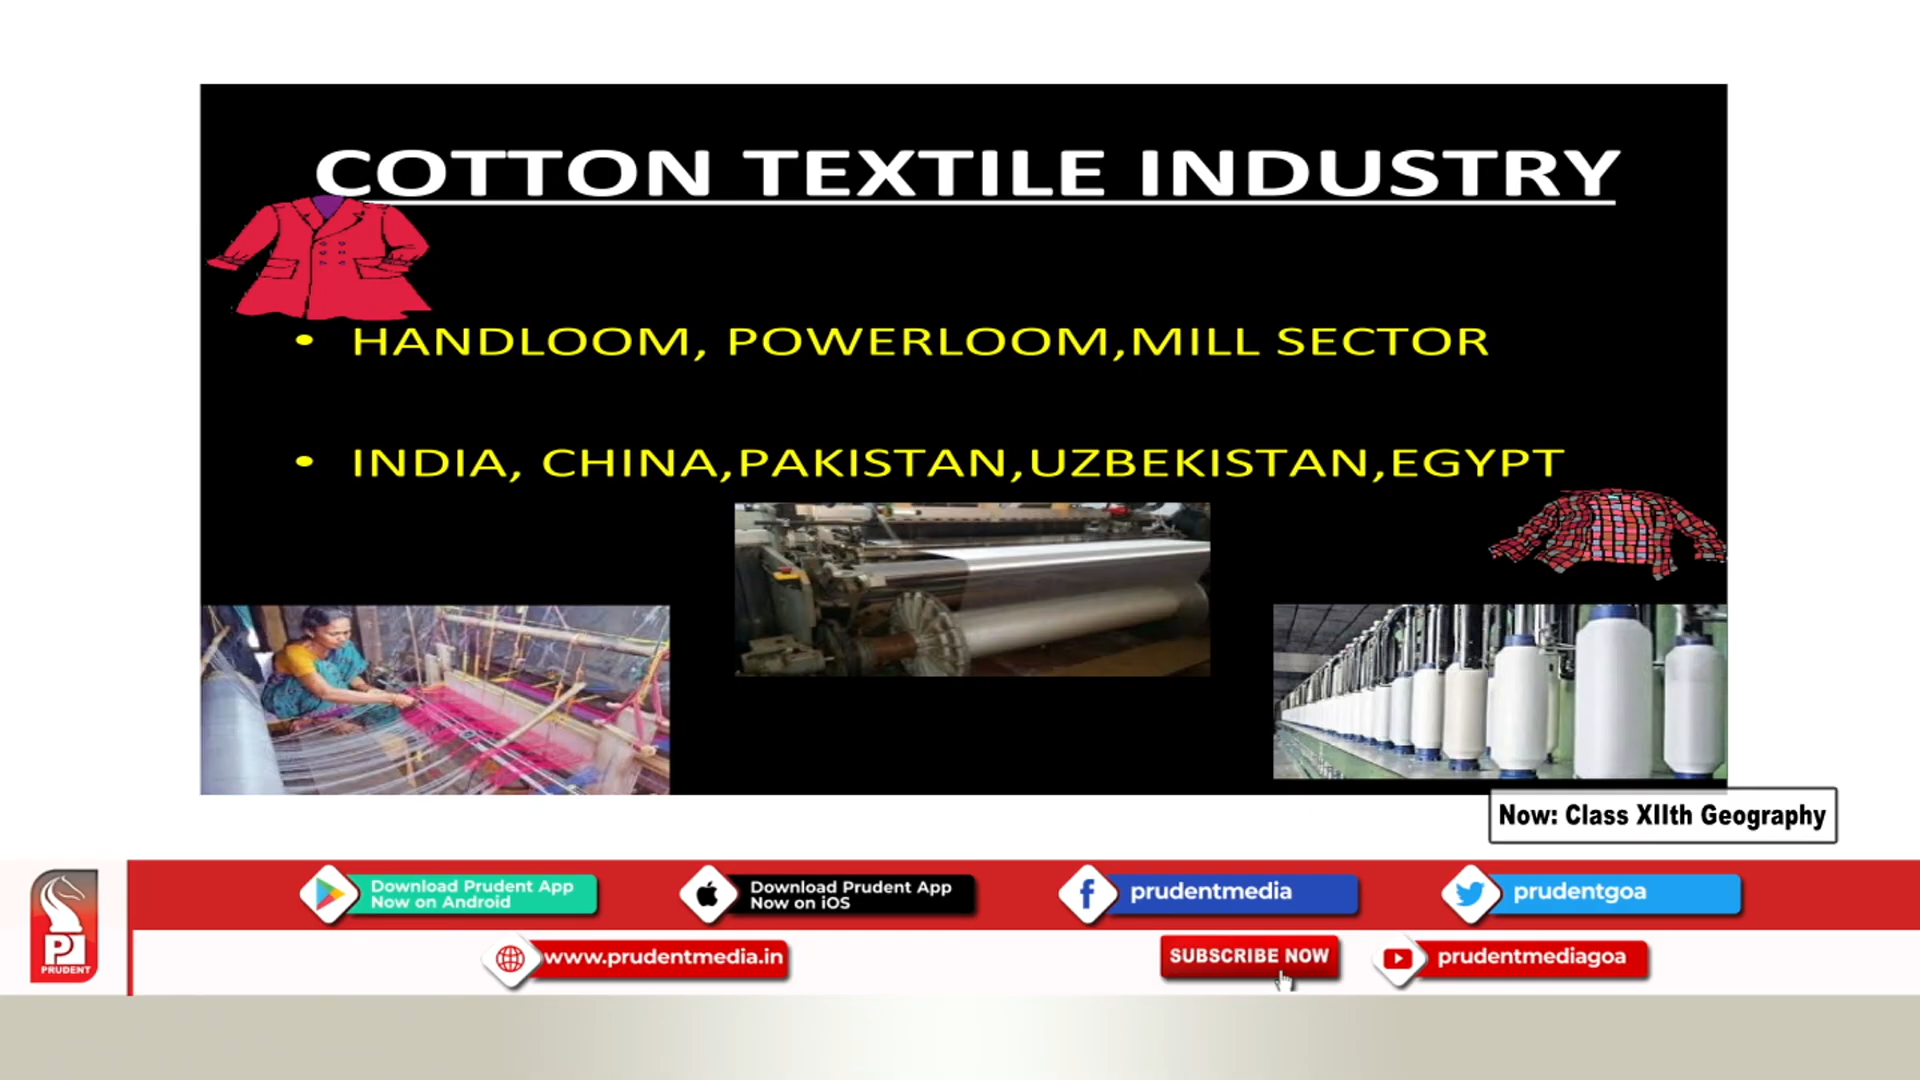 COTTON TEXTILE INDUSTRY
• HANDLOOM, POWERLOOM,MILL SECTOR
• INDIA, CHINA,PAKISTAN,UZBEKISTAN,EGYPT
Now: Class XIIth Geography
Download Prudent App
Now on Android
Download Prudent App
Now on iOS
prudentmedia
prudentgoa
PRUDENT
www.prudentmedia.in
SUBSCRIBE NOW
prudentmediagoa